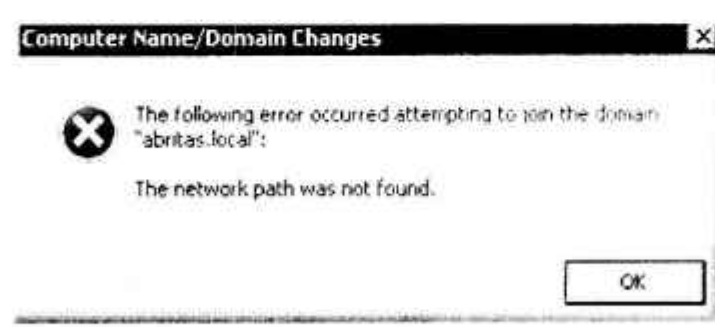 Computer Name/Domain Changes
The following error occurred attempting to join the domain
"abritas.local":
The network path was not found.
OK